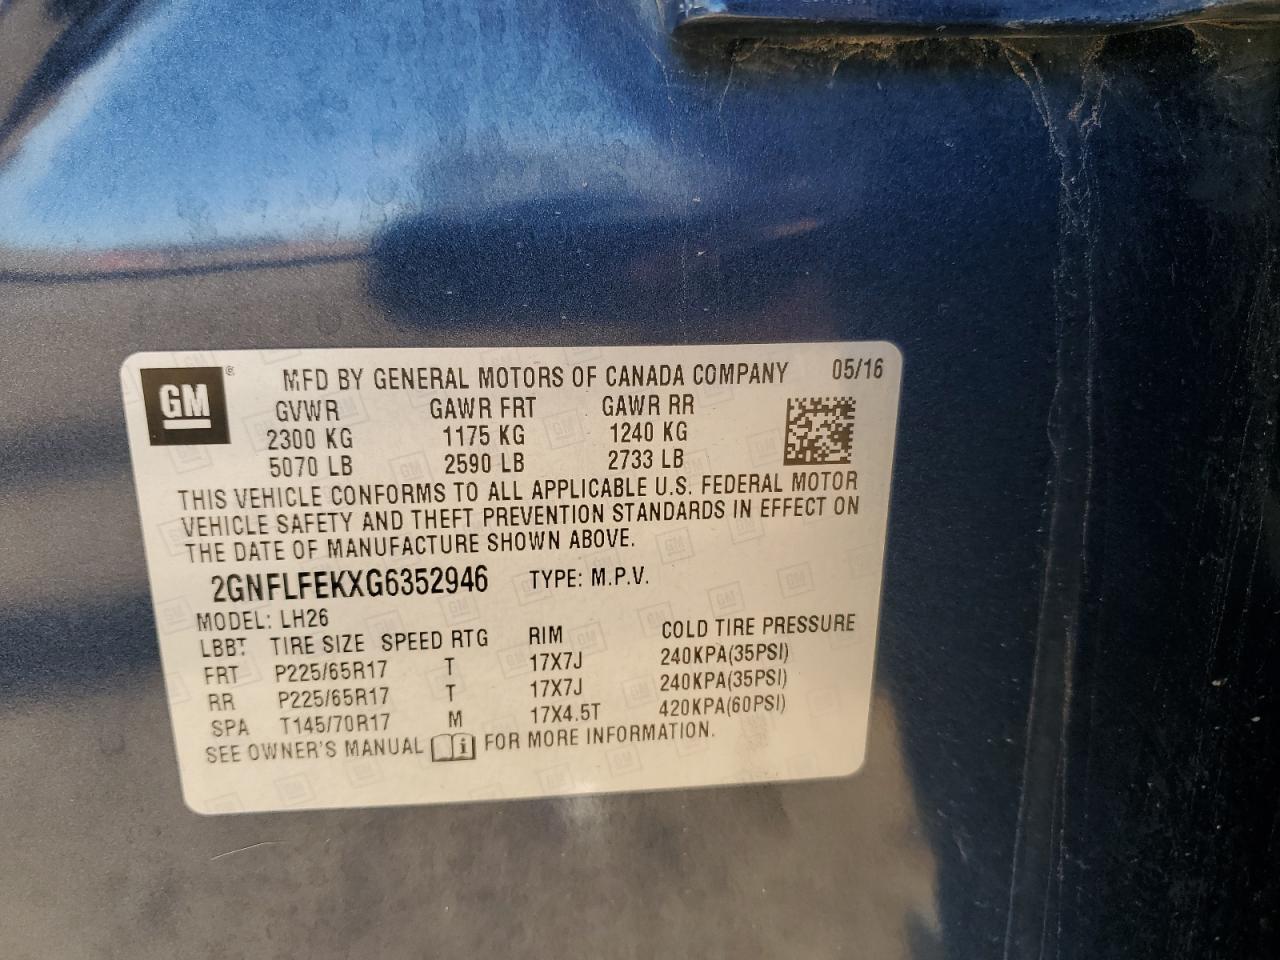 GM ® MFD BY GENERAL MOTORS OF CANADA COMPANY 05/16
GVWR GAWR FRT GAWR RR
2300 KG 1175 KG 1240 KG
5070 LB 2590 LB 2733 LB
THIS VEHICLE CONFORMS TO ALL APPLICABLE U.S. FEDERAL MOTOR
VEHICLE SAFETY AND THEFT PREVENTION STANDARDS IN EFFECT ON
THE DATE OF MANUFACTURE SHOWN ABOVE.
2GNFLFEKXG6352946 TYPE: M.P.V.
MODEL: LH26
LBBT TIRE SIZE SPEED RTG RIM COLD TIRE PRESSURE
FRT P225/65R17 T 17X7J 240KPA(35PSI)
RR P225/65R17 T 17X7J 240KPA(35PSI)
SPA T145/70R17 M 17X4.5T 420KPA(60PSI)
SEE OWNER'S MANUAL i FOR MORE INFORMATION.